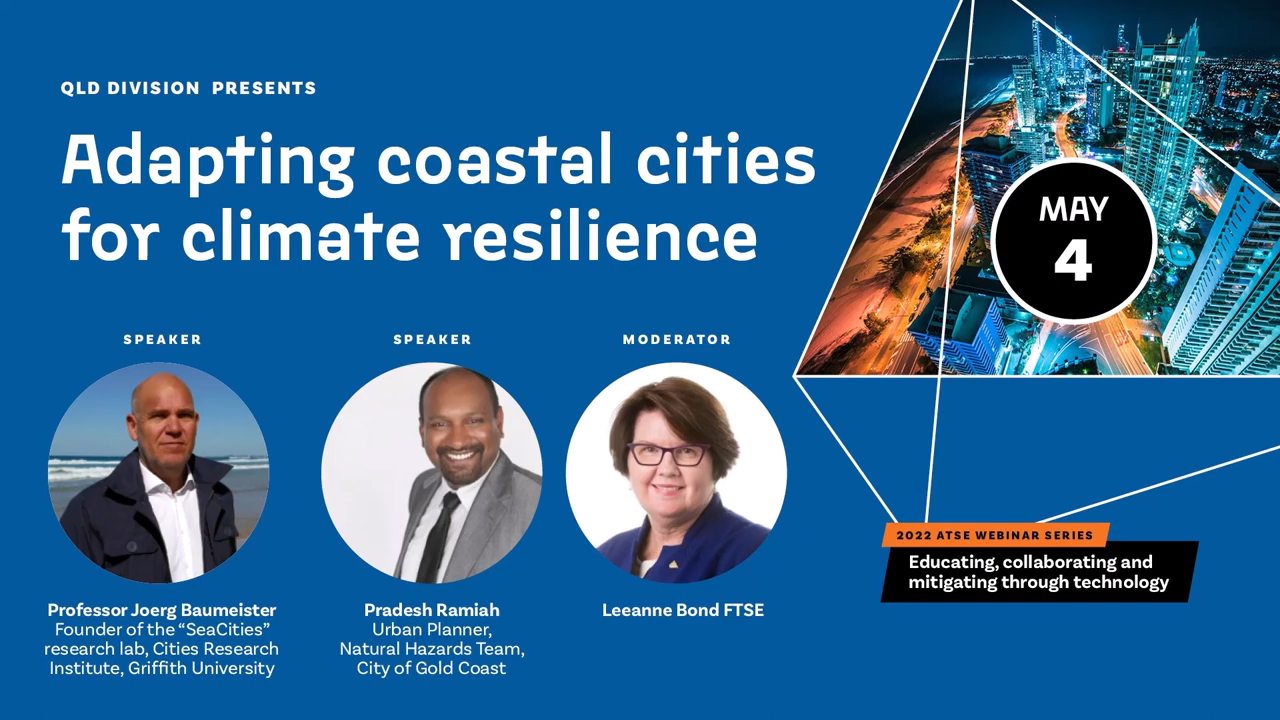 QLD DIVISION PRESENTS
Adapting coastal cities
for climate resilience
MAY
4
SPEAKER
Professor Joerg Baumeister
Founder of the “SeaCities”
research lab, Cities Research
Institute, Griffith University
SPEAKER
Pradesh Ramiah
Urban Planner,
Natural Hazards Team,
City of Gold Coast
MODERATOR
Leeanne Bond FTSE
2022 ATSE WEBINAR SERIES
Educating, collaborating and
mitigating through technology